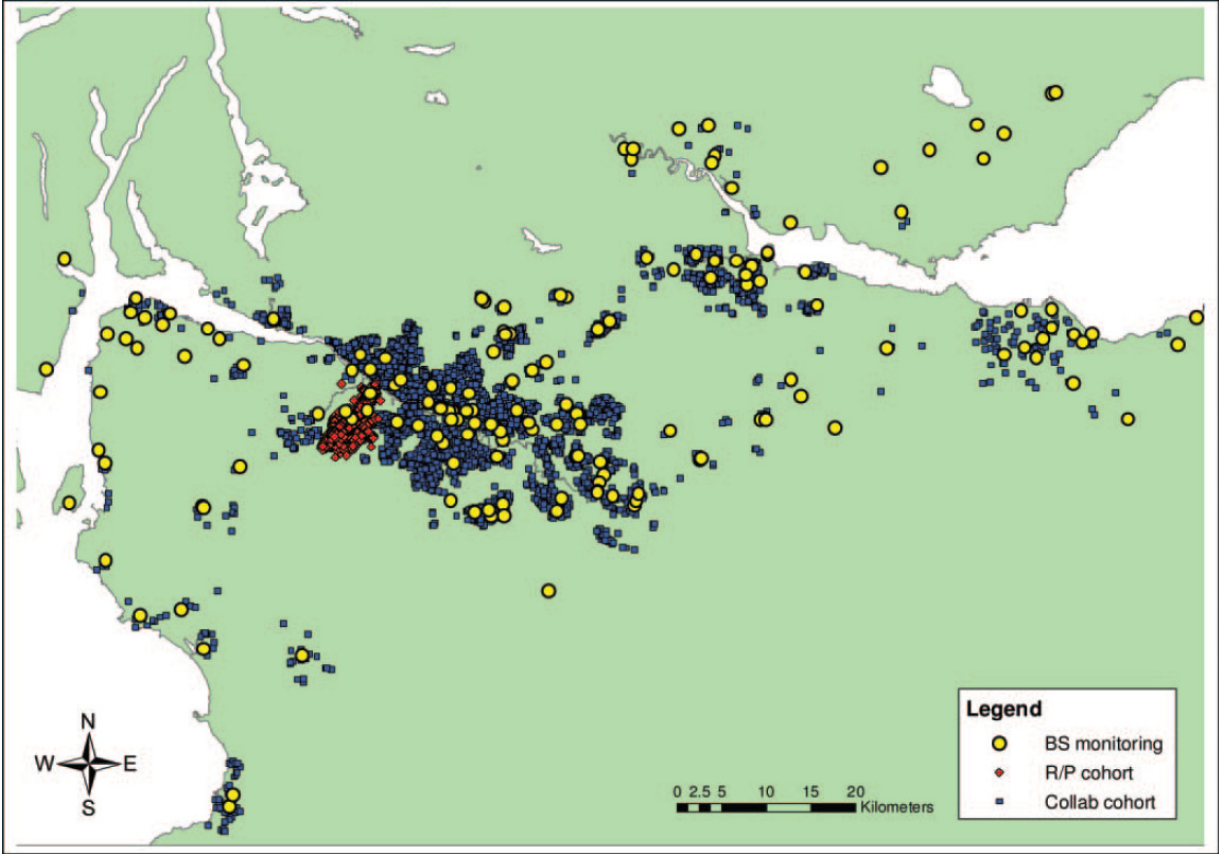 N
W E
S
0 2.5 5 10 15 20
Kilometers
Legend
BS monitoring
R/P cohort
Collab cohort